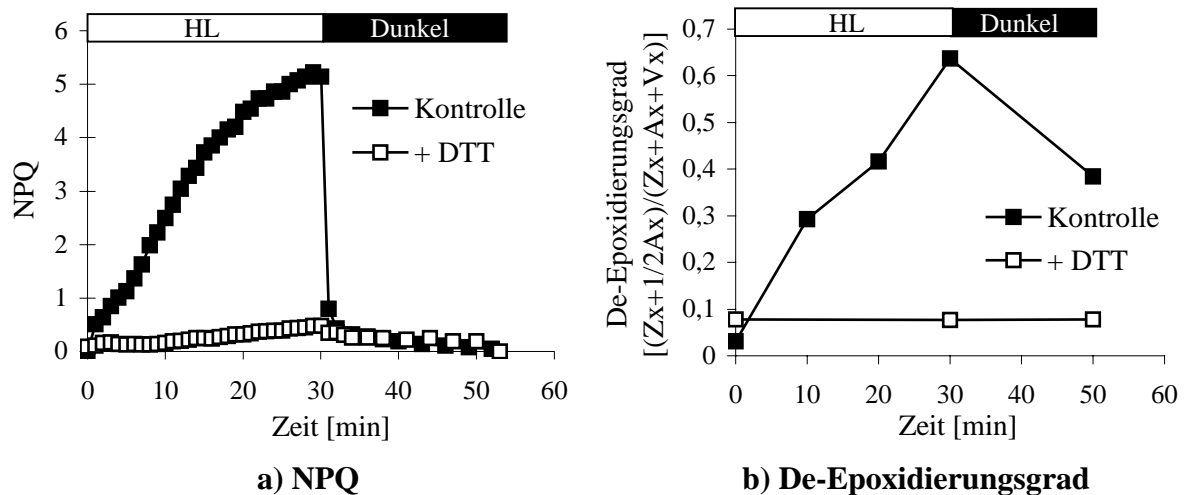 HL Dunkel
6
5
4
3
2
1
0
NPQ
Kontrolle
+ DTT
0 10 20 30 40 50 60
Zeit [min]
a) NPQ
HL Dunkel
0,7
0,6
0,5
0,4
0,3
0,2
0,1
0
De-Epoxidierungsgrad
[(Zx+1/2Ax)/(Zx+Ax+Vx)]
Kontrolle
+ DTT
0 10 20 30 40 50 60
Zeit [min]
b) De-Epoxidierungsgrad